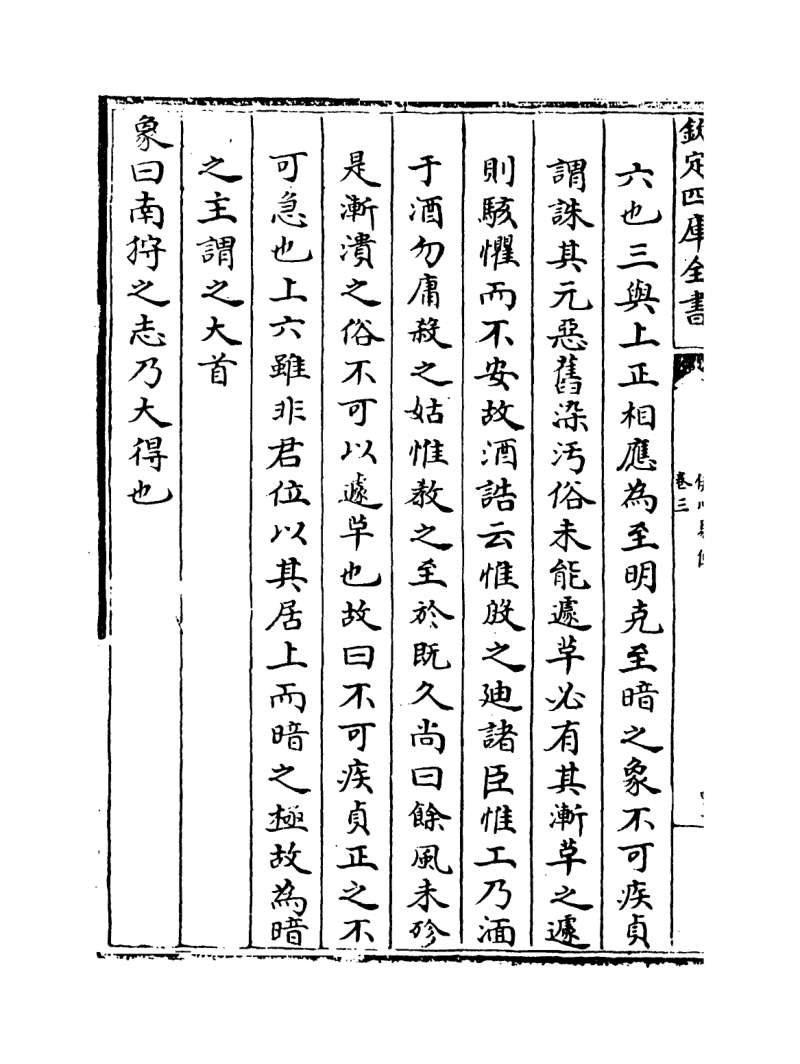 欽定四庫全書
卷三
六也三與上正相應為至明克至暗之象不可疾貞
謂誅其元惡舊染汚俗未能遽革必有其漸革之遽
則駭懼而不安故酒誥云惟殷之廸諸臣惟工乃湎
于酒勿庸殺之姑惟教之至於既久尚曰餘風未殄
是漸漬之俗不可以遽革也故曰不可疾貞正之不
可急也上六雖非君位以其居上而暗之極故為暗
之主謂之大首
象曰南狩之志乃大得也